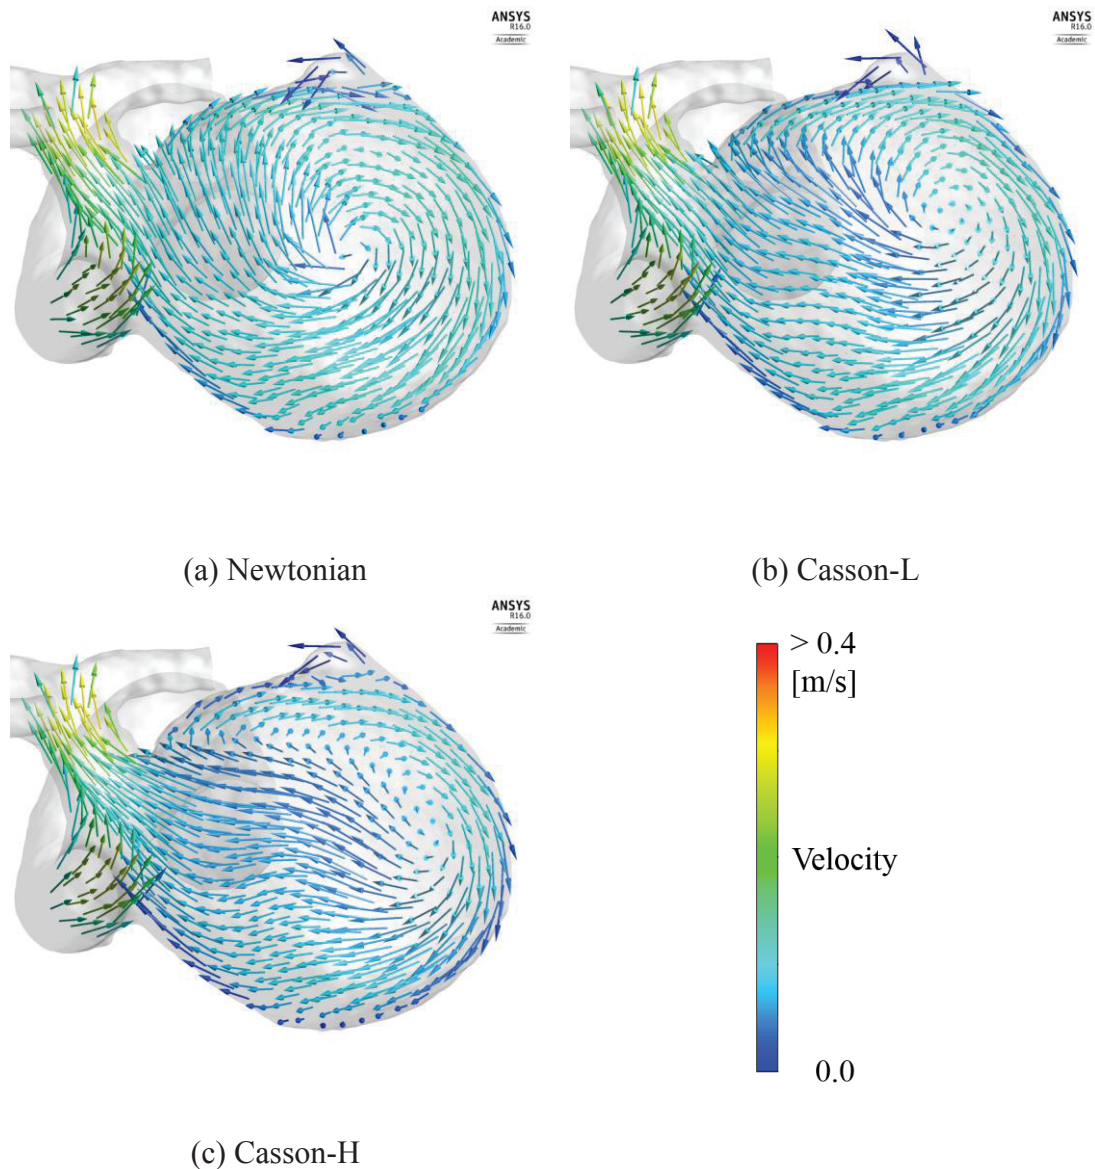 ANSYS
R16.0
Academic
ANSYS
R16.0
Academic
(a) Newtonian
(b) Casson-L
ANSYS
R16.0
Academic
> 0.4
[m/s]
Velocity
0.0
(c) Casson-H